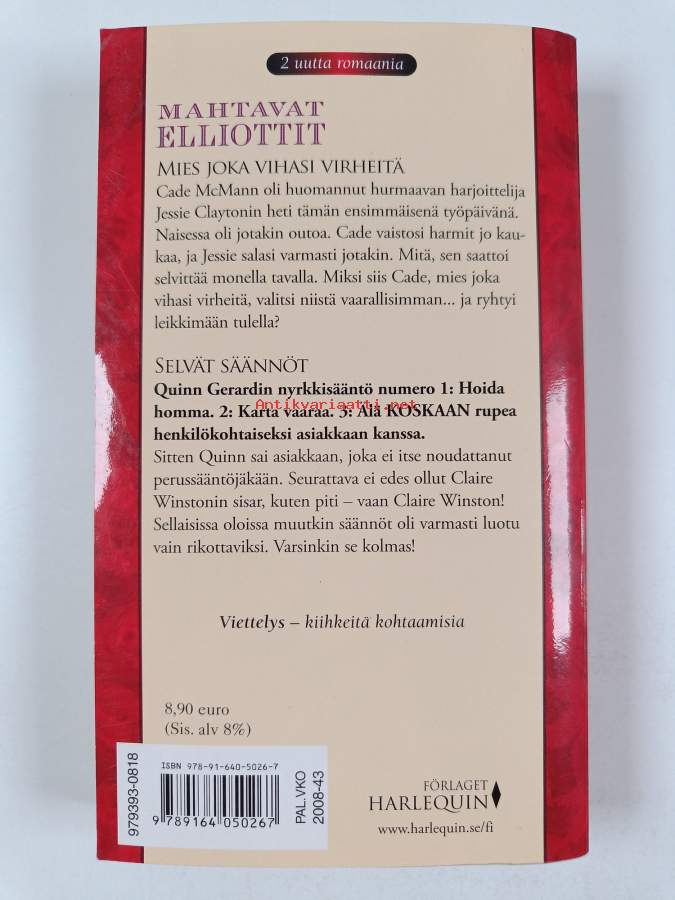 2 uutta romaania
MAHTAVAT
ELLIOTTIT
MIES JOKA VIHASI VIRHEITÄ
Cade McMann oli huomannut hurmaavan harjoittelija
Jessie Claytonin heti tämän ensimmäisenä työpäivänä.
Naisessa oli jotakin outoa. Cade vaistosi harmit jo kau-
kaa, ja Jessie salasi varmasti jotakin. Mitä, sen saattoi
selvittää monella tavalla. Miksi siis Cade, mies joka
vihasi virheitä, valitsi niistä vaarallisimman... ja ryhtyi
leikkimään tulella?
SELVÄT SÄÄNNÖT
Quinn Gerardin nyrkkisääntö numero 1: Hoida
Antikvariaatti.net
homma. 2: Kartä vaaraa. 3: Älä KOSKAAN rupea
henkilökohtaiseksi asiakkaan kanssa.
Sitten Quinn sai asiakkaan, joka ei itse noudattanut
perussääntöjäkään. Seurattava ei edes ollut Claire
Winstonin sisar, kuten piti – vaan Claire Winston!
Sellaisissa oloissa muutkin säännöt oli varmasti luotu
vain rikottaviksi. Varsinkin se kolmas!
Viettelys – kiihkeitä kohtaamisia
8,90 euro
(Sis. alv 8%)
979393-0818
ISBN 978-91-640-5026-7
9 789164 050267
PAL.VKO
2008-43
FÖRLAGET
HARLEQUIN
www.harlequin.se/fi